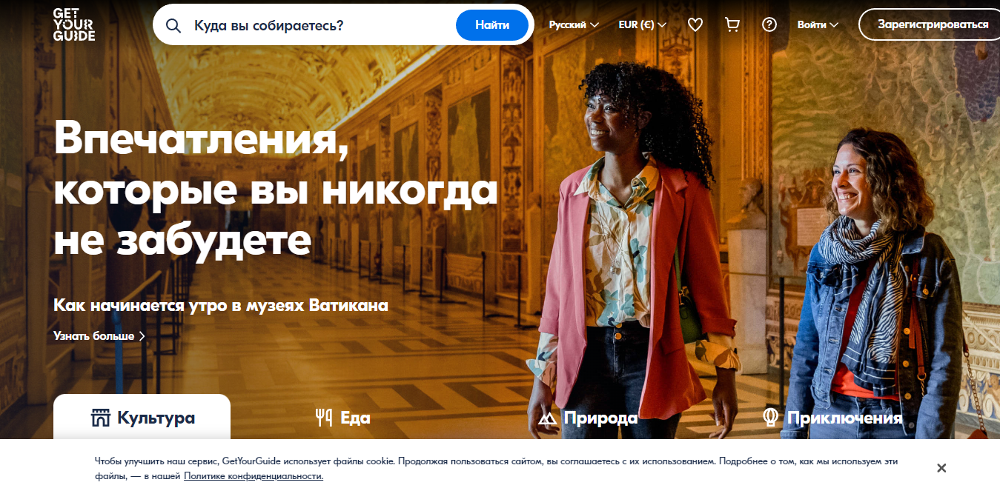 GET
YOUR
GUIDE
Куда вы собираетесь?
Найти
Русский
EUR (€)
Войти
Зарегистрироваться
Впечатления,
которые вы никогда
не забудете
Как начинается утро в музеях Ватикана
Узнать больше
Культура
Еда
Природа
Приключения
Чтобы улучшить наш сервис, GetYourGuide использует файлы cookie. Продолжая пользоваться сайтом, вы соглашаетесь с их использованием. Подробнее о том, как мы используем эти
файлы, — в нашей Политике конфиденциальности.